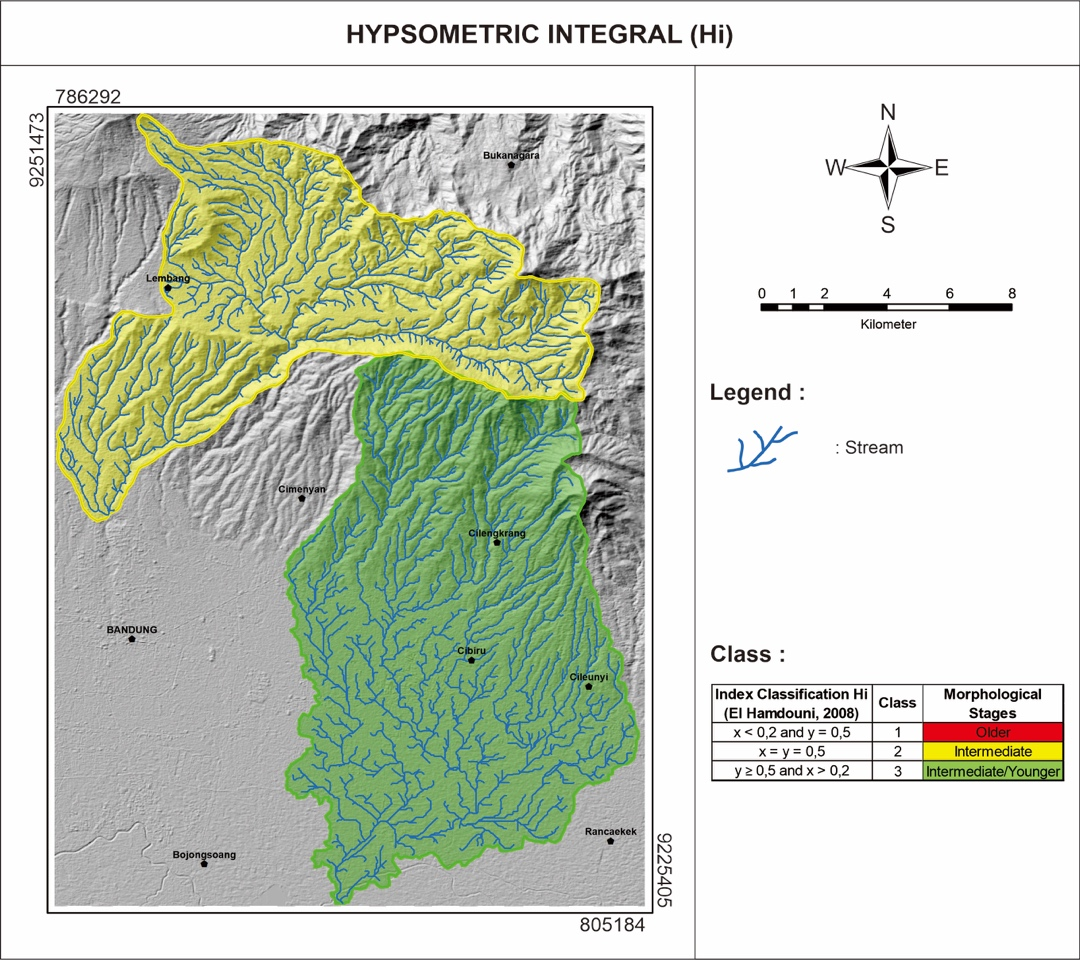 HYPSOMETRIC INTEGRAL (Hi)
786292
9251473
Bukanagara
Lembang
Cimenyan
Cilengkrang
BANDUNG
Cibiru
Cileunyi
Rancaekek
Bojongsoang
9225405
805184
N
W E
S
0 1 2 4 6 8
Kilometer
Legend :
: Stream
Class :
Index Classification Hi
(El Hamdouni, 2008)
Class
Morphological
Stages
x < 0,2 and y = 0,5 1 Older
x = y = 0,5 2 Intermediate
y ≥ 0,5 and x > 0,2 3 Intermediate/Younger